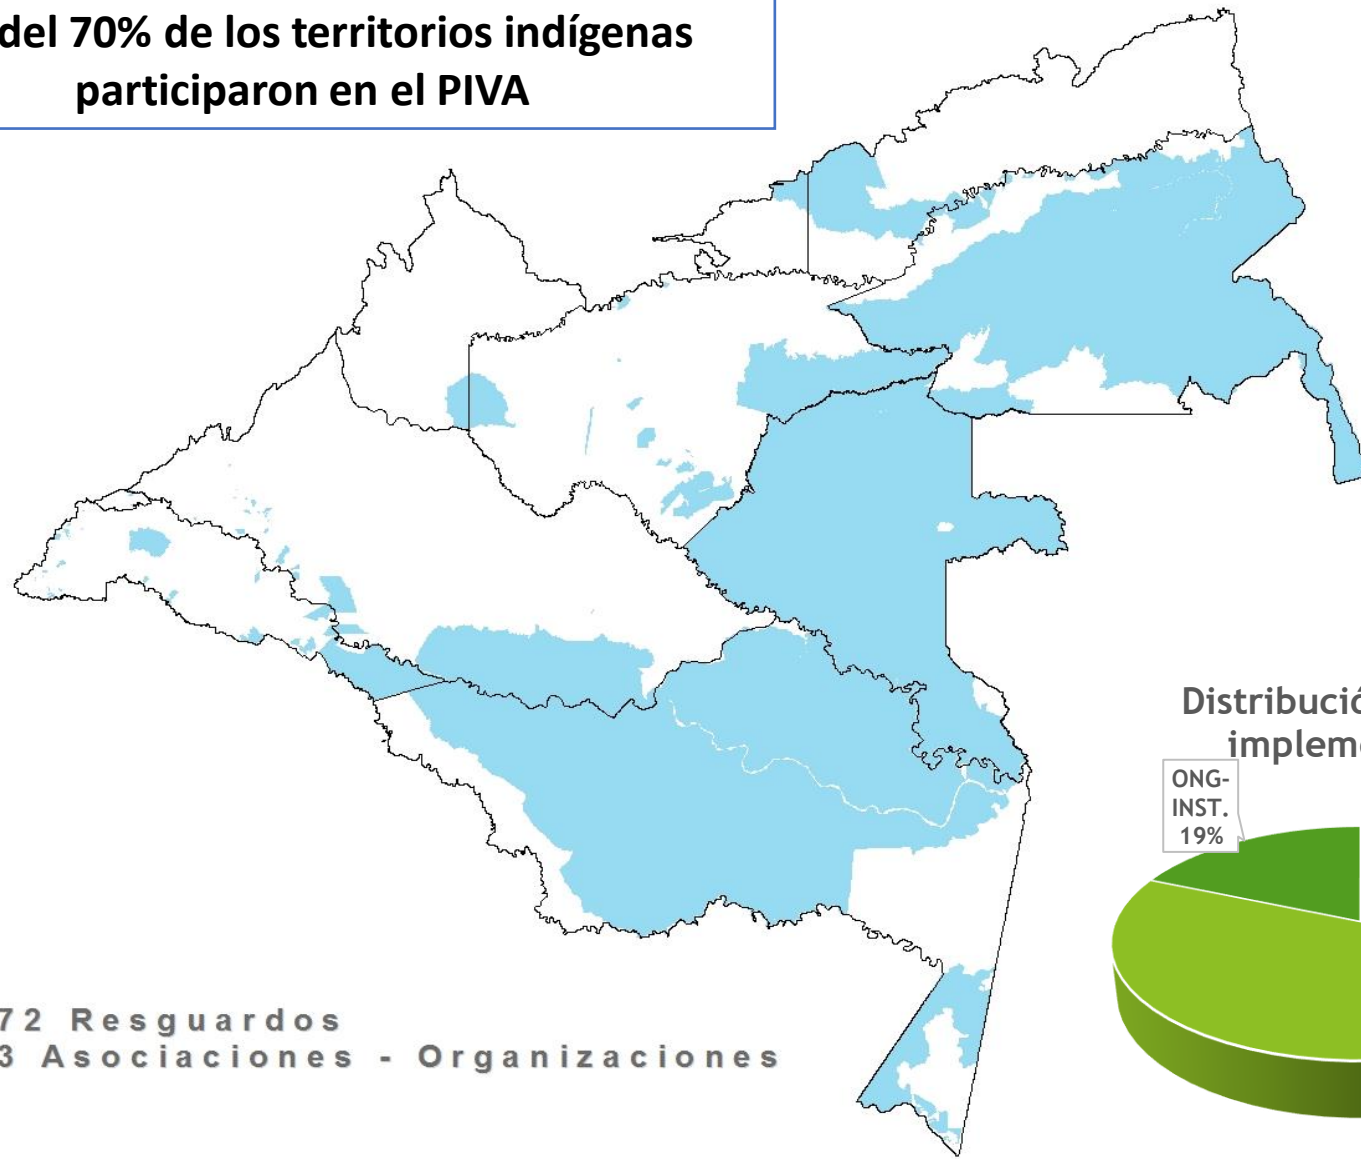 del 70% de los territorios indígenas
participaron en el PIVA
Distribució
implem
ONG-
INST.
19%
72 Resguardos
3 Asociaciones - Organizaciones